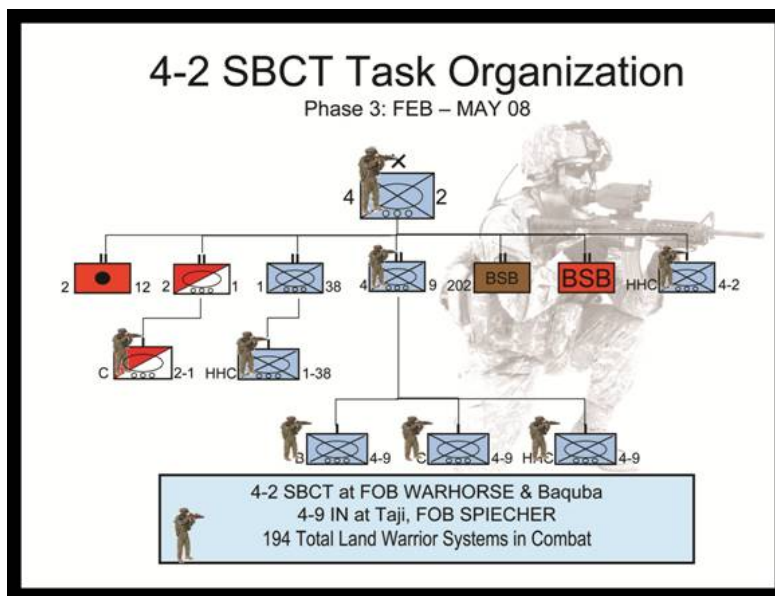 4-2 SBCT Task Organization
Phase 3: FEB – MAY 08
4 2
2 12 2 1 1 38 4 9 202 BSB BSB HHC 4-2
C 2-1 HHC 1-38
B 4-9 C 4-9 HHC 4-9
4-2 SBCT at FOB WARHORSE & Baquba
4-9 IN at Taji, FOB SPIECHER
194 Total Land Warrior Systems in Combat